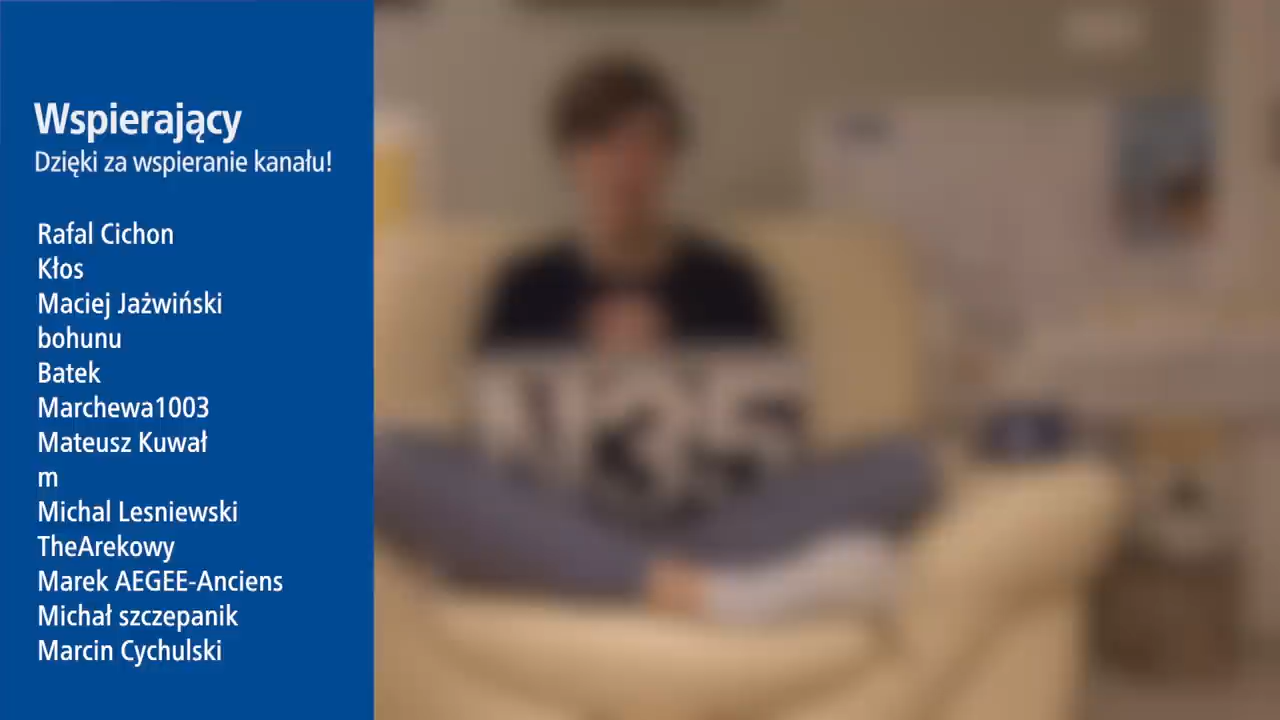 Wspierający
Dzięki za wspieranie kanału!
Rafal Cichon
Kłos
Maciej Jażwiński
bohunu
Batek
Marchewa1003
Mateusz Kuwał
m
Michal Lesniewski
TheArekowy
Marek AEGEE-Anciens
Michał szczepanik
Marcin Cychulski